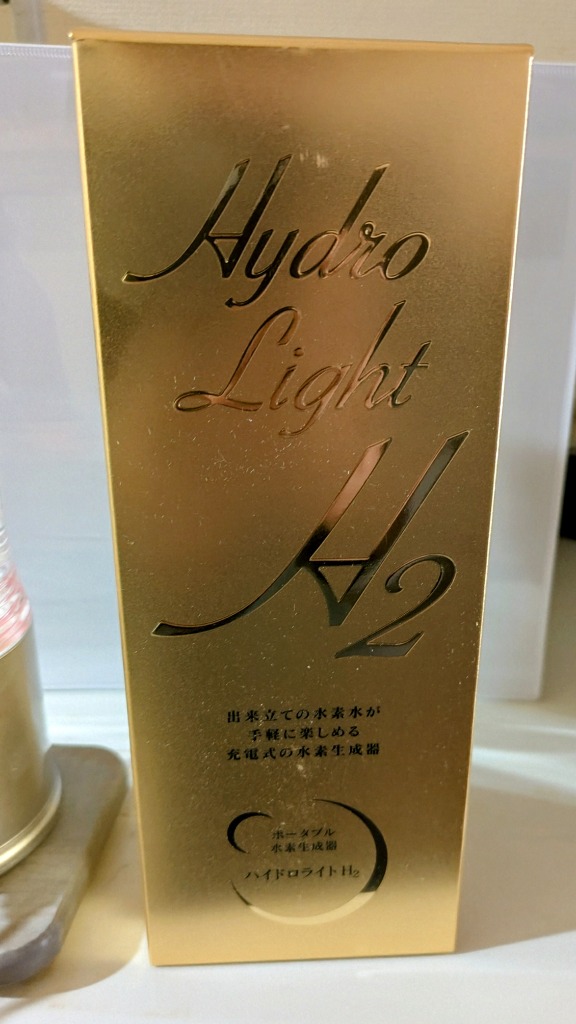 Hydro
Light
H2
出来立ての水素水が
手軽に楽しめる
充電式の水素生成器
ポータブル
水素生成器
ハイドロライトH2